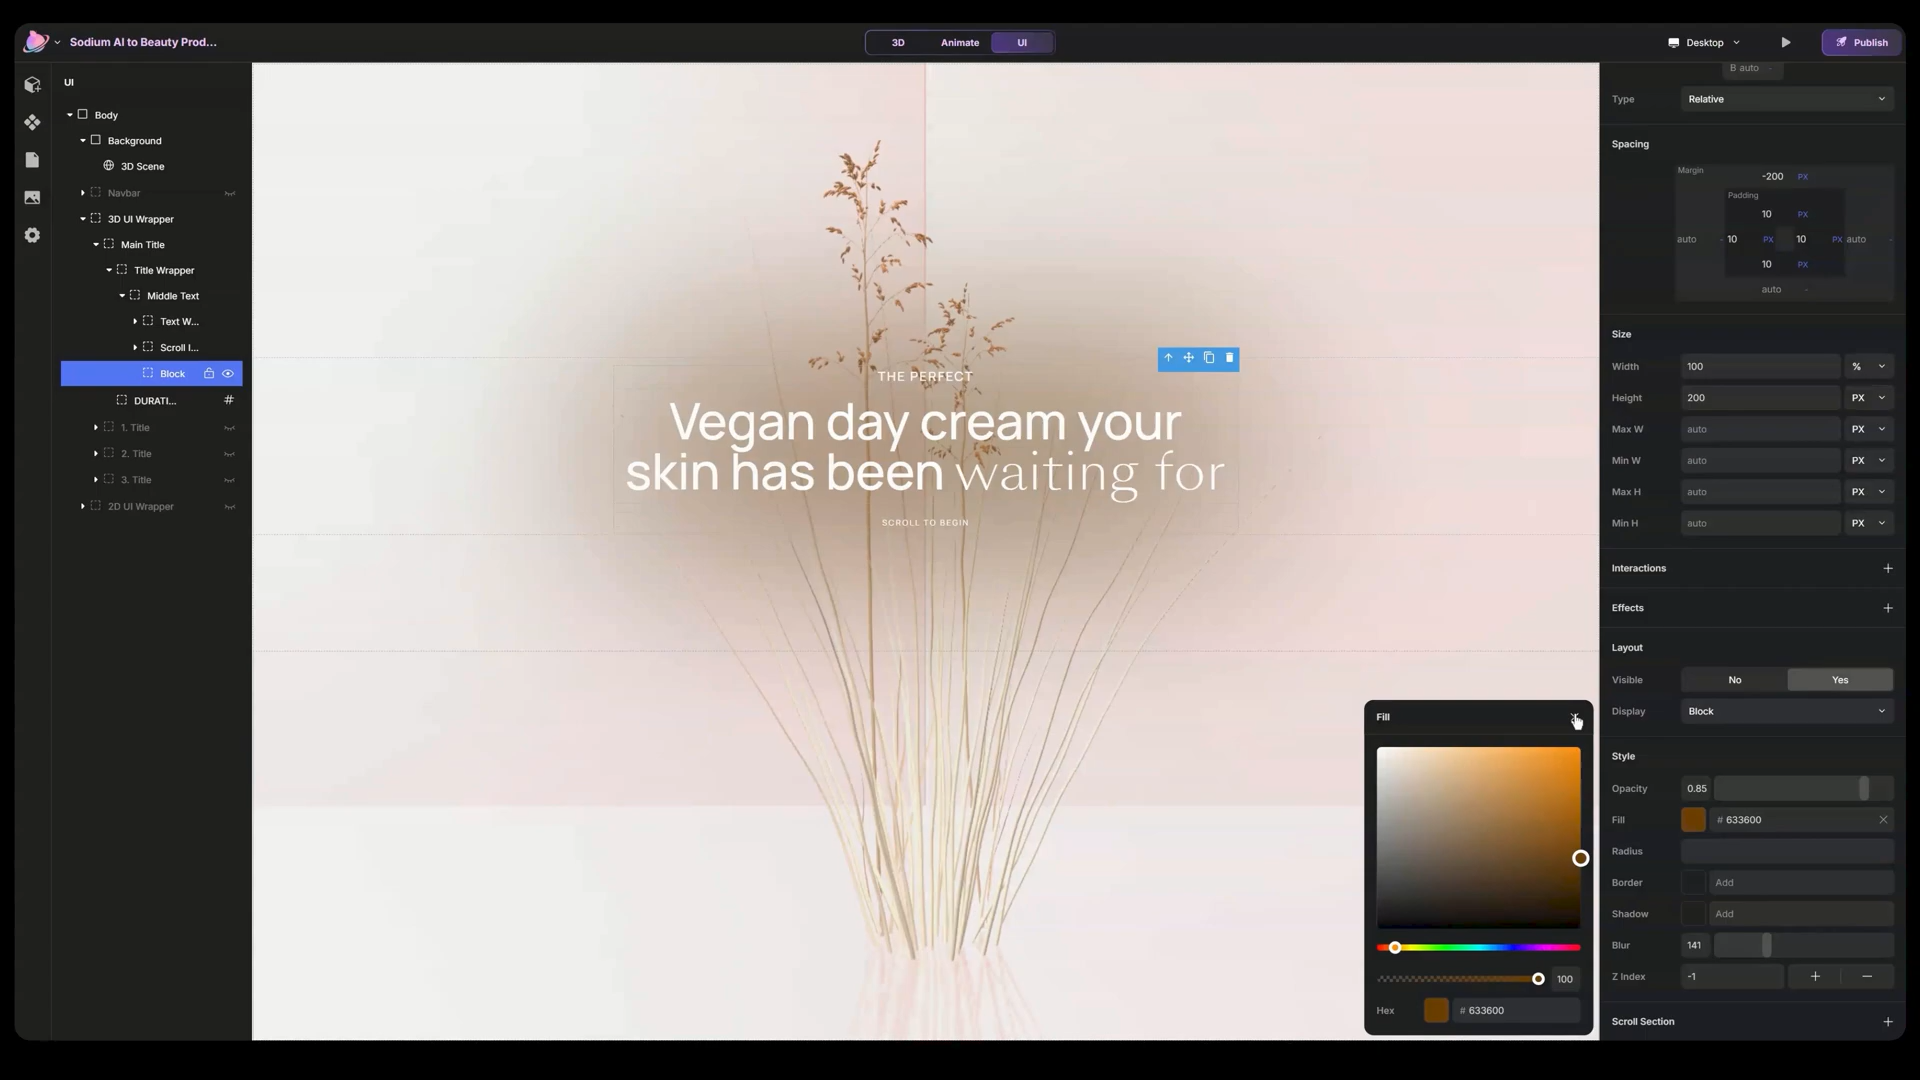 Sodium AI to Beauty Prod...
3D
Animate
UI
Desktop
Publish
UI
Body
Background
3D Scene
Navbar
3D UI Wrapper
Main Title
Title Wrapper
Middle Text
Text W...
Scroll I...
Block
DURATI...
1. Title
2. Title
3. Title
2D UI Wrapper
THE PERFECT
Vegan day cream your
skin has been waiting for
SCROLL TO BEGIN
B auto -
Type Relative
Spacing
Margin
-200 PX
Padding
10 PX
auto - 10 PX 10 PX auto -
10 PX
auto -
Size
Width 100 %
Height 200 PX
Max W auto PX
Min W auto PX
Max H auto PX
Min H auto PX
Interactions +
Effects +
Layout
Visible No Yes
Display Block
Style
Opacity 0.85
Fill # 633600
Radius
Border Add
Shadow Add
Blur 141
Z Index -1 + -
Scroll Section +
Fill
100
Hex # 633600